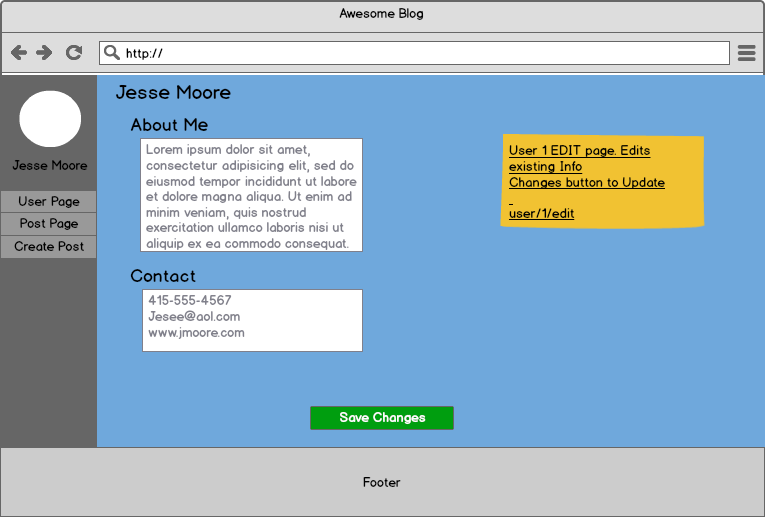 Awesome Blog
http://
Jesse Moore
User Page
Post Page
Create Post
Jesse Moore
About Me
Lorem ipsum dolor sit amet,
consectetur adipisicing elit, sed do
eiusmod tempor incididunt ut labore
et dolore magna aliqua. Ut enim ad
minim veniam, quis nostrud
exercitation ullamco laboris nisi ut
aliquip ex ea commodo consequat.
Contact
415-555-4567
Jesee@aol.com
www.jmoore.com
Save Changes
User 1 EDIT page. Edits
existing Info
Changes button to Update
user/1/edit
Footer